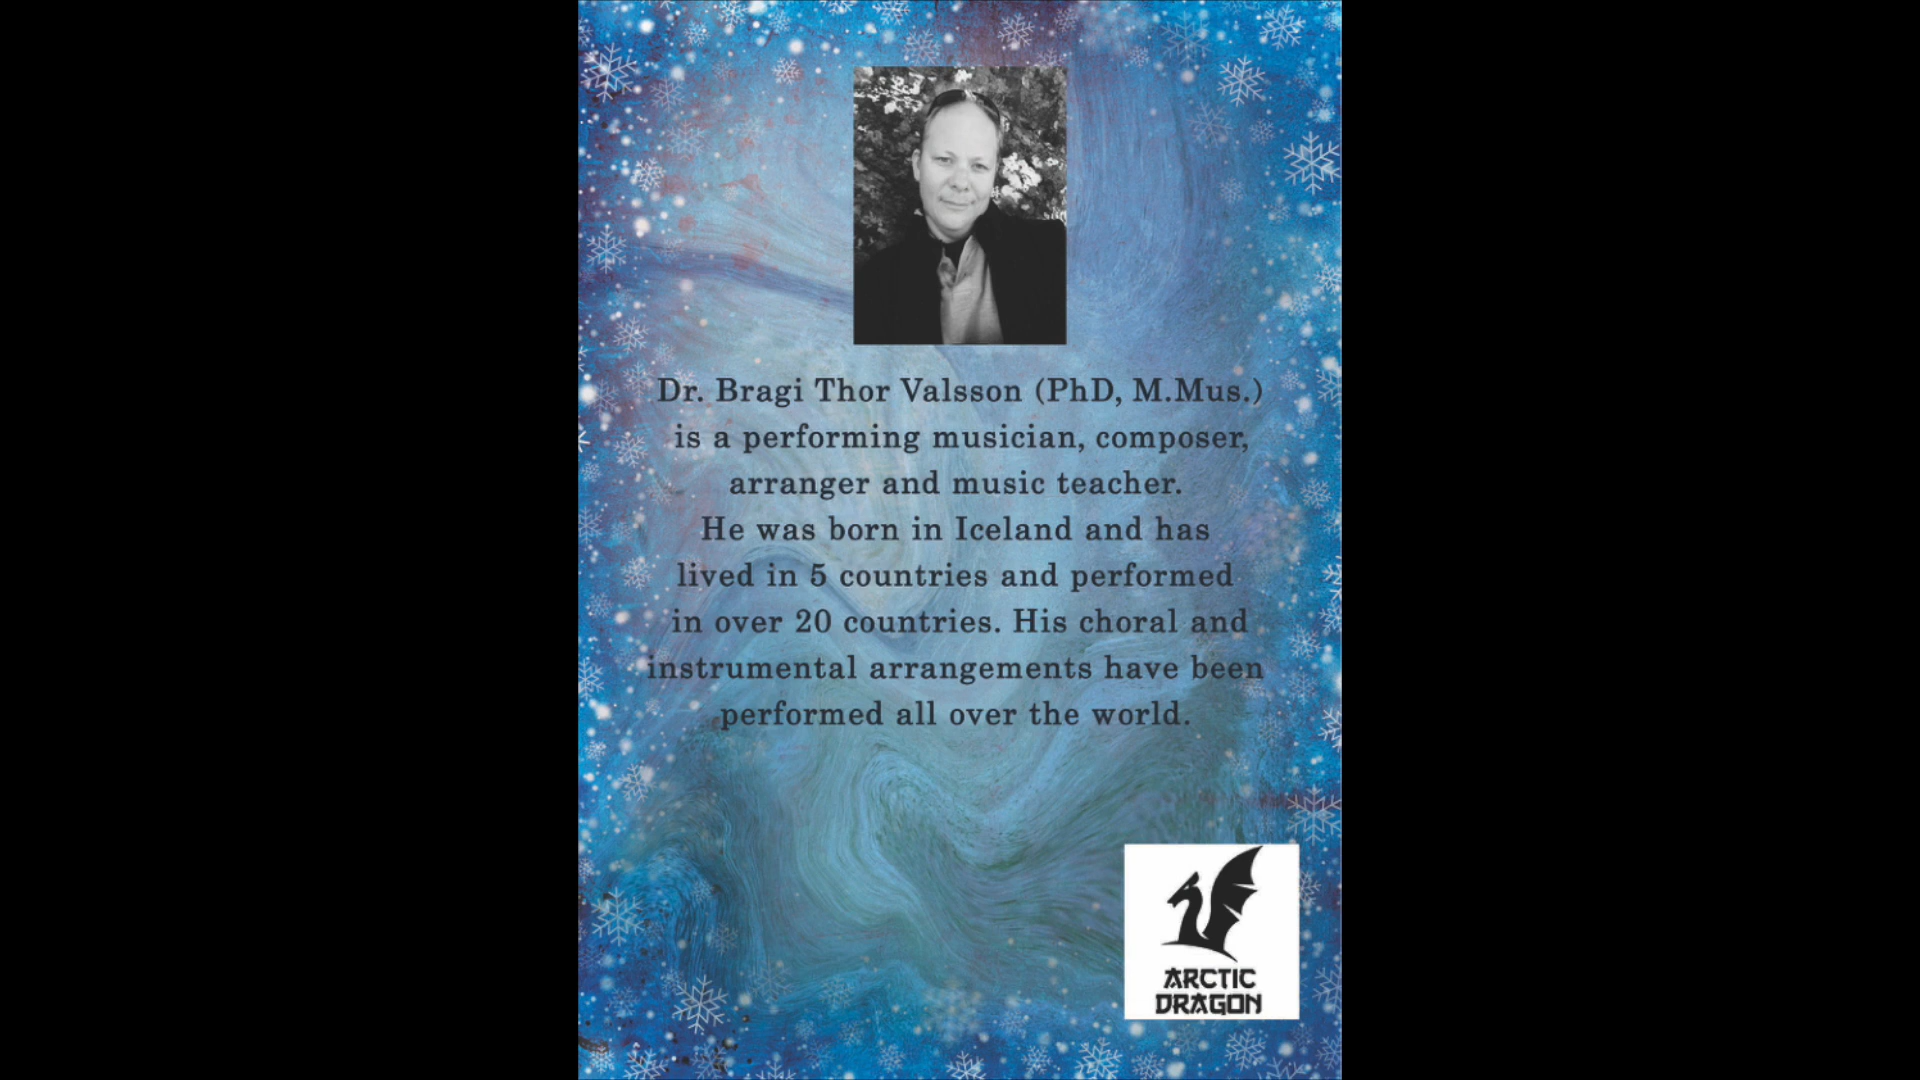 Dr. Bragi Thor Valsson (PhD, M.Mus.)
is a performing musician, composer,
arranger and music teacher.
He was born in Iceland and has
lived in 5 countries and performed
in over 20 countries. His choral and
instrumental arrangements have been
performed all over the world.
ARCTIC
DRAGON